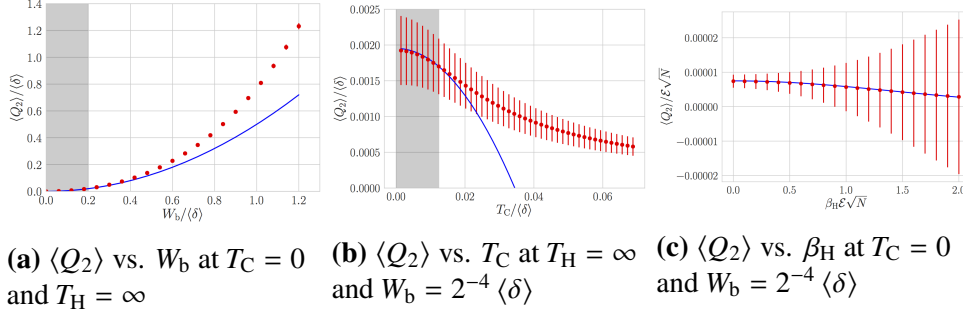 1.4
1.2
1.0
0.8
0.6
0.4
0.2
0.0
⟨Q₂⟩/⟨δ⟩
0.0 0.2 0.4 0.6 0.8 1.0 1.2
W_b/⟨δ⟩
0.0025
0.0020
0.0015
0.0010
0.0005
0.0000
⟨Q₂⟩/⟨δ⟩
0.00 0.02 0.04 0.06
T_C/⟨δ⟩
0.00002
0.00001
0.00000
−0.00001
−0.00002
⟨Q₂⟩/ℰ√N
0.0 0.5 1.0 1.5 2.0
β_H ℰ√N
(a) ⟨Q₂⟩ vs. W_b at T_C = 0
and T_H = ∞
(b) ⟨Q₂⟩ vs. T_C at T_H = ∞
and W_b = 2⁻⁴ ⟨δ⟩
(c) ⟨Q₂⟩ vs. β_H at T_C = 0
and W_b = 2⁻⁴ ⟨δ⟩